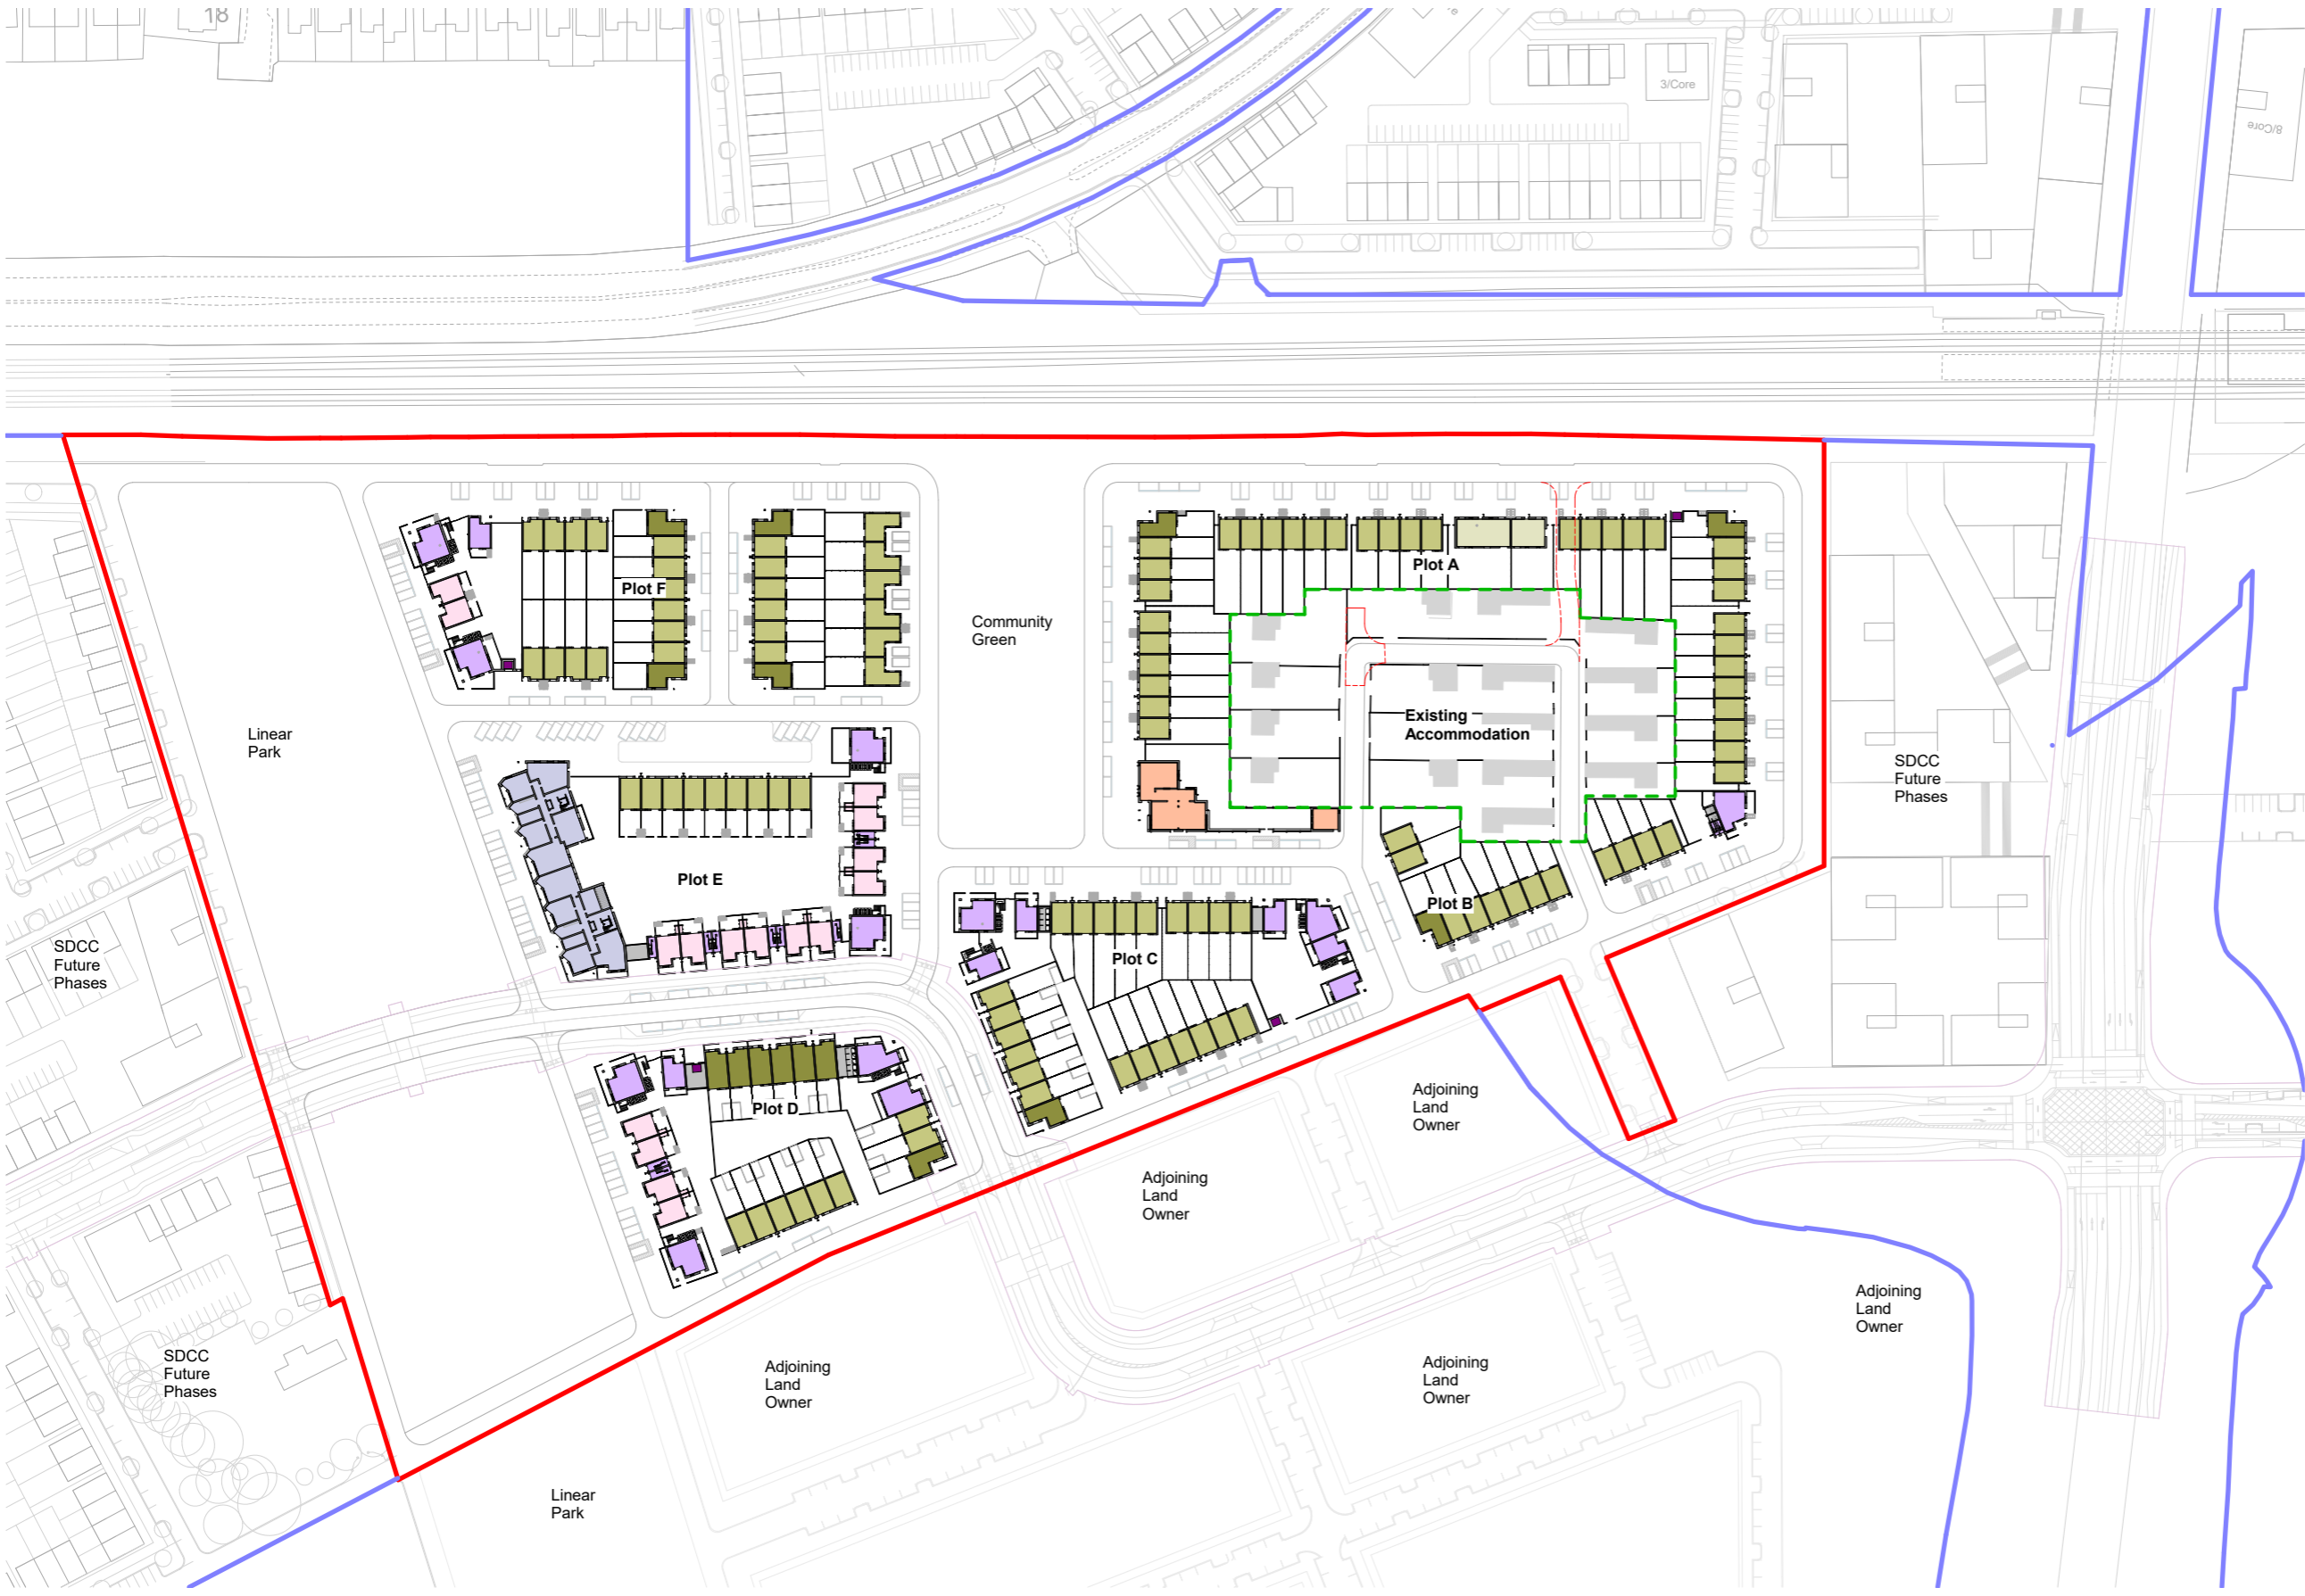 18
3/Core
8/Core
Plot F
Plot A
Community
Green
Linear
Park
Existing
Accommodation
SDCC
Future
Phases
Plot E
Plot B
SDCC
Future
Phases
Plot C
Plot D
Adjoining
Land
Owner
Adjoining
Land
Owner
Adjoining
Land
Owner
SDCC
Future
Phases
Adjoining
Land
Owner
Adjoining
Land
Owner
Linear
Park